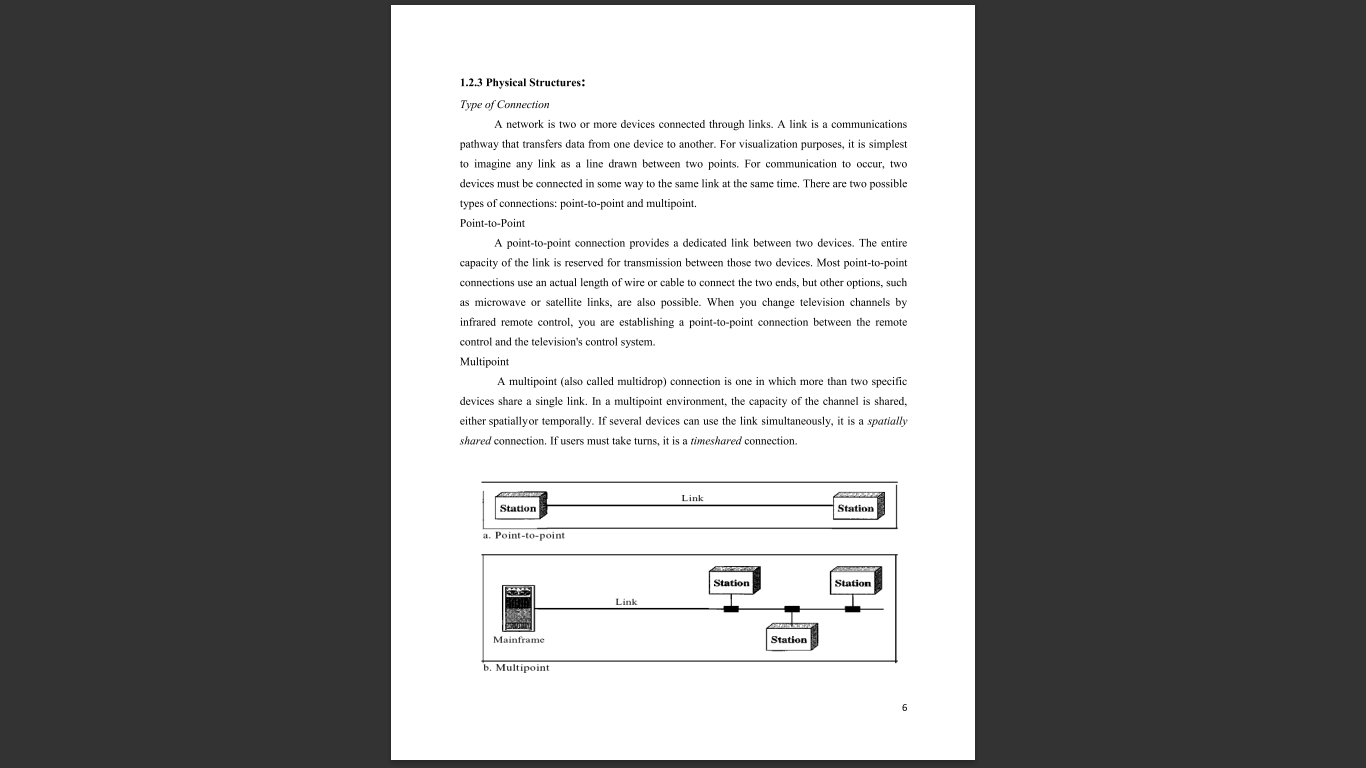 1.2.3 Physical Structures:
Type of Connection
A network is two or more devices connected through links. A link is a communications
pathway that transfers data from one device to another. For visualization purposes, it is simplest
to imagine any link as a line drawn between two points. For communication to occur, two
devices must be connected in some way to the same link at the same time. There are two possible
types of connections: point-to-point and multipoint.
Point-to-Point
A point-to-point connection provides a dedicated link between two devices. The entire
capacity of the link is reserved for transmission between those two devices. Most point-to-point
connections use an actual length of wire or cable to connect the two ends, but other options, such
as microwave or satellite links, are also possible. When you change television channels by
infrared remote control, you are establishing a point-to-point connection between the remote
control and the television's control system.
Multipoint
A multipoint (also called multidrop) connection is one in which more than two specific
devices share a single link. In a multipoint environment, the capacity of the channel is shared,
either spatiallyor temporally. If several devices can use the link simultaneously, it is a spatially
shared connection. If users must take turns, it is a timeshared connection.
Link
Station Station
a. Point-to-point
Station Station
Link
Mainframe Station
b. Multipoint
6